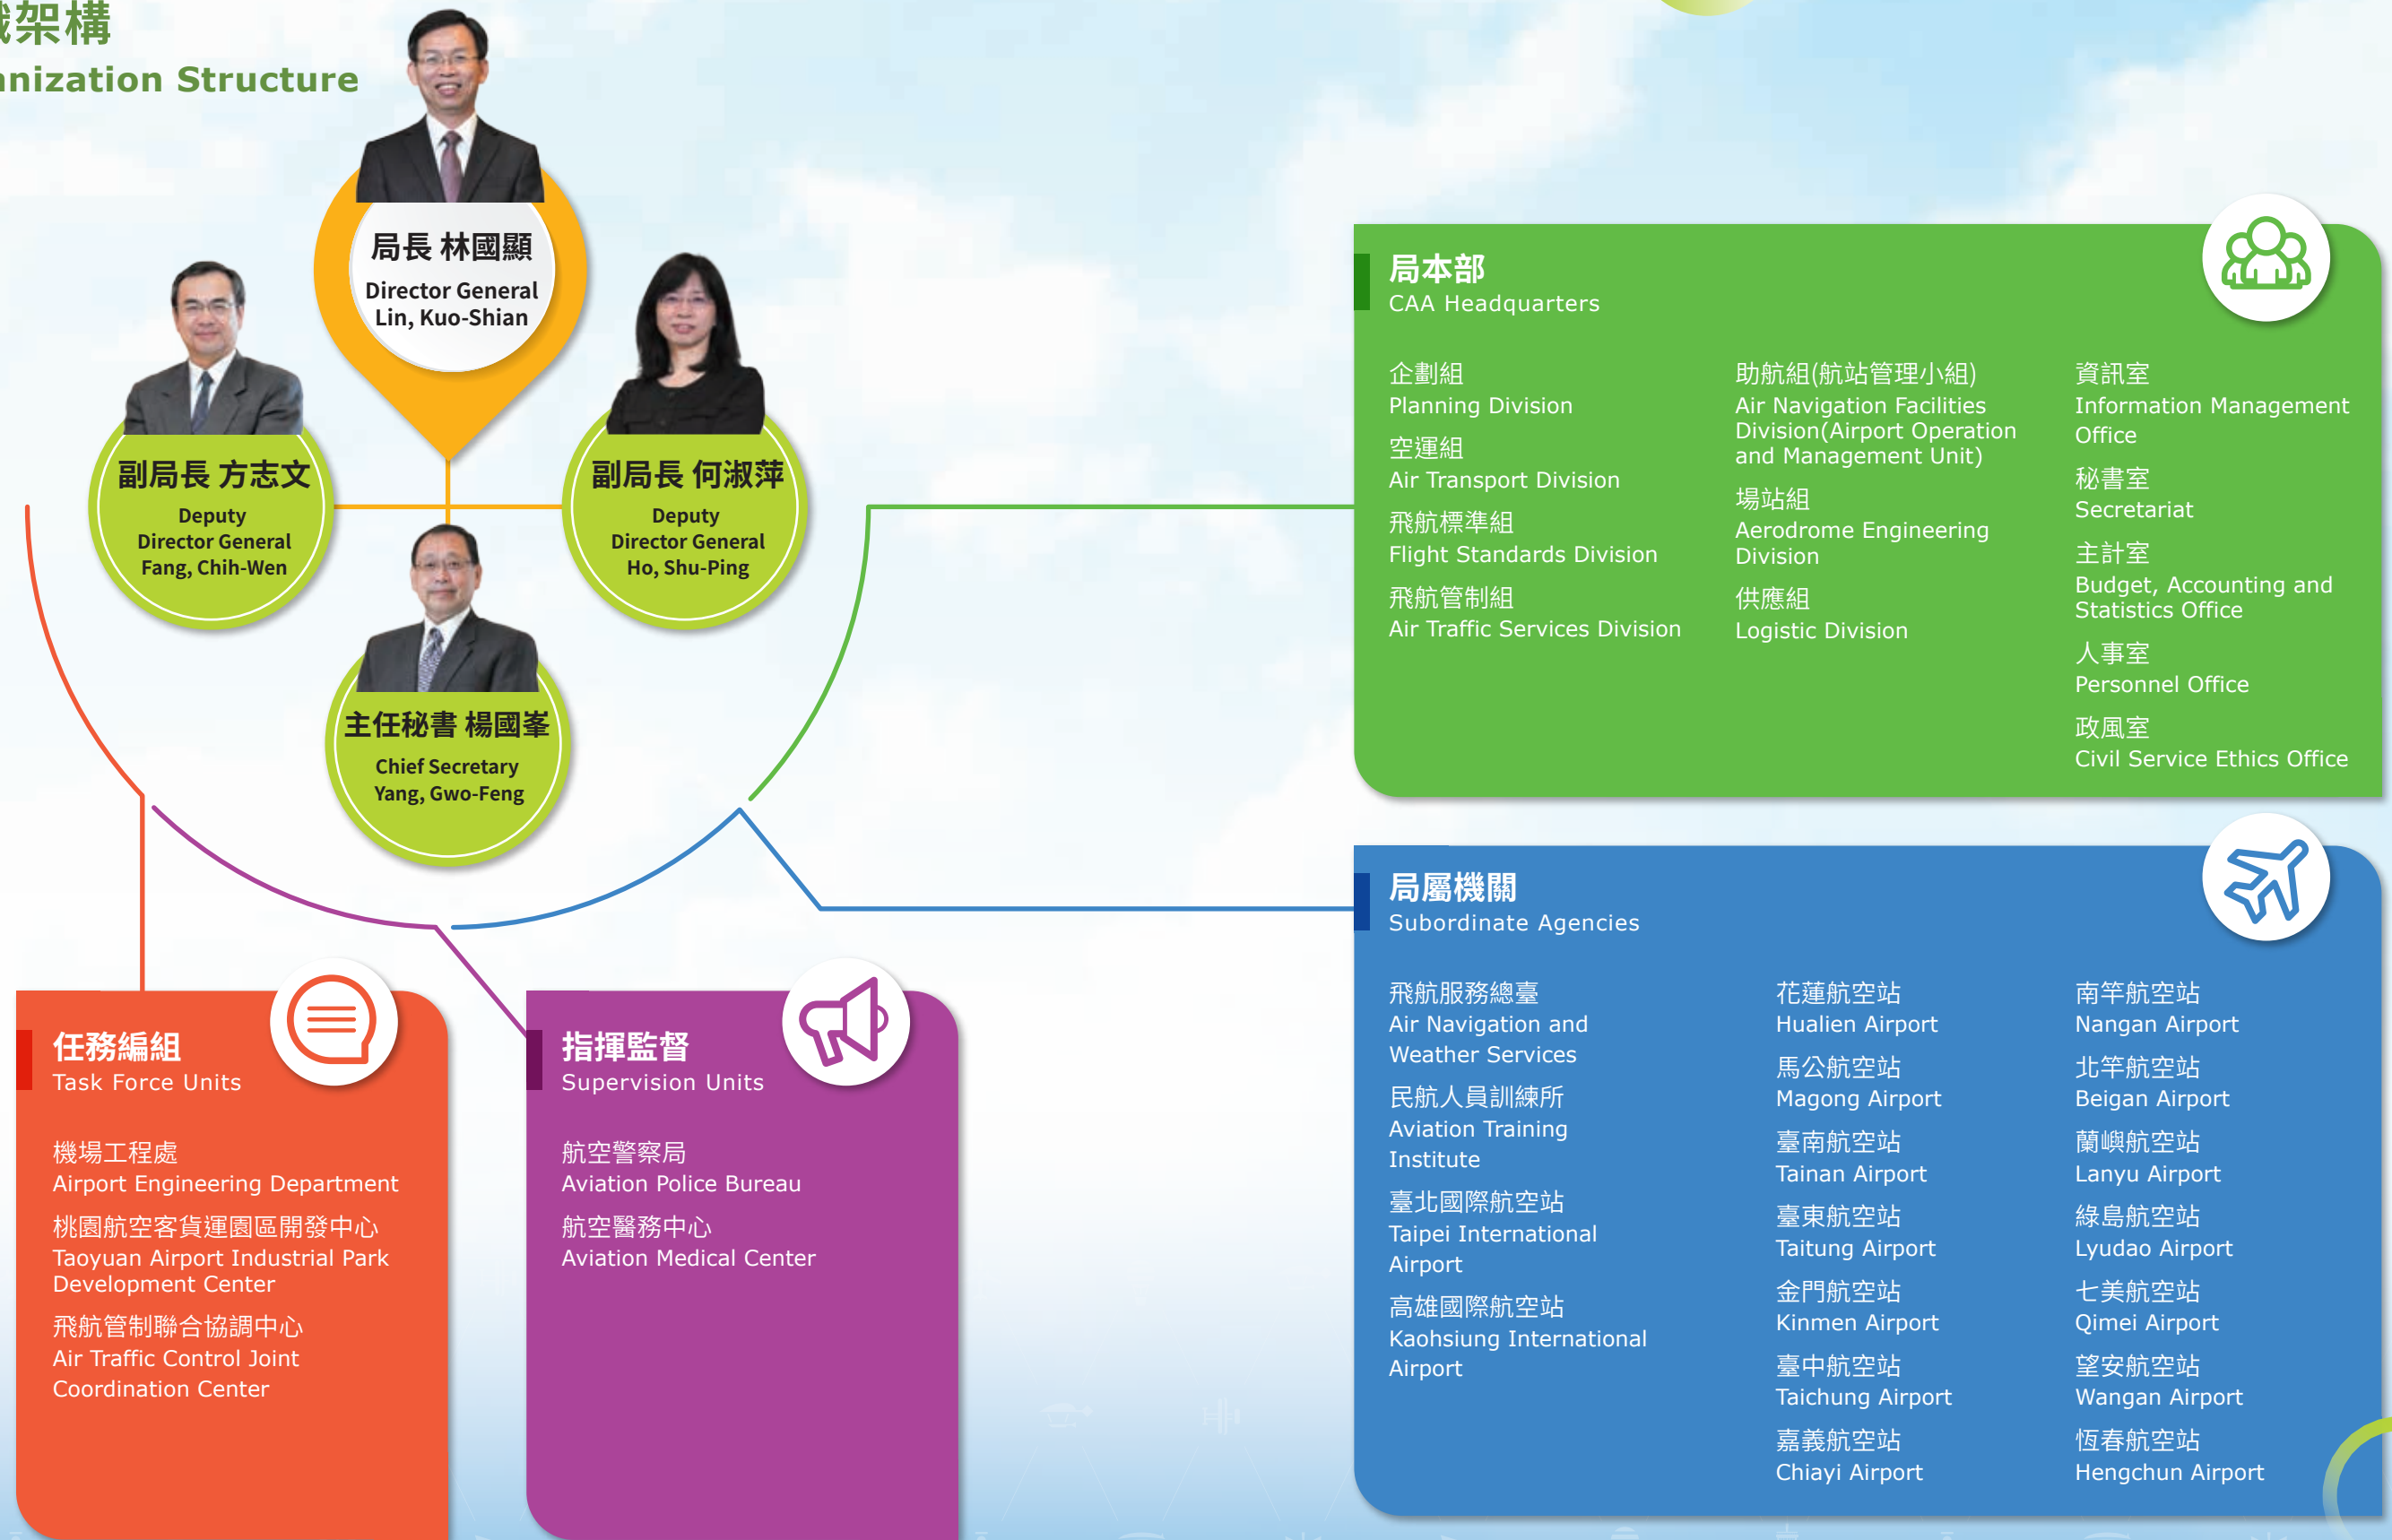 織架構
anization Structure
局長 林國顯
Director General
Lin, Kuo-Shian
副局長 方志文
Deputy
Director General
Fang, Chih-Wen
副局長 何淑萍
Deputy
Director General
Ho, Shu-Ping
主任秘書 楊國峯
Chief Secretary
Yang, Gwo-Feng
局本部
CAA Headquarters
企劃組
Planning Division
空運組
Air Transport Division
飛航標準組
Flight Standards Division
飛航管制組
Air Traffic Services Division
助航組(航站管理小組)
Air Navigation Facilities
Division(Airport Operation
and Management Unit)
場站組
Aerodrome Engineering
Division
供應組
Logistic Division
資訊室
Information Management
Office
秘書室
Secretariat
主計室
Budget, Accounting and
Statistics Office
人事室
Personnel Office
政風室
Civil Service Ethics Office
局屬機關
Subordinate Agencies
飛航服務總臺
Air Navigation and
Weather Services
民航人員訓練所
Aviation Training
Institute
臺北國際航空站
Taipei International
Airport
高雄國際航空站
Kaohsiung International
Airport
花蓮航空站
Hualien Airport
馬公航空站
Magong Airport
臺南航空站
Tainan Airport
臺東航空站
Taitung Airport
金門航空站
Kinmen Airport
臺中航空站
Taichung Airport
嘉義航空站
Chiayi Airport
南竿航空站
Nangan Airport
北竿航空站
Beigan Airport
蘭嶼航空站
Lanyu Airport
綠島航空站
Lyudao Airport
七美航空站
Qimei Airport
望安航空站
Wangan Airport
恆春航空站
Hengchun Airport
任務編組
Task Force Units
機場工程處
Airport Engineering Department
桃園航空客貨運園區開發中心
Taoyuan Airport Industrial Park
Development Center
飛航管制聯合協調中心
Air Traffic Control Joint
Coordination Center
指揮監督
Supervision Units
航空警察局
Aviation Police Bureau
航空醫務中心
Aviation Medical Center